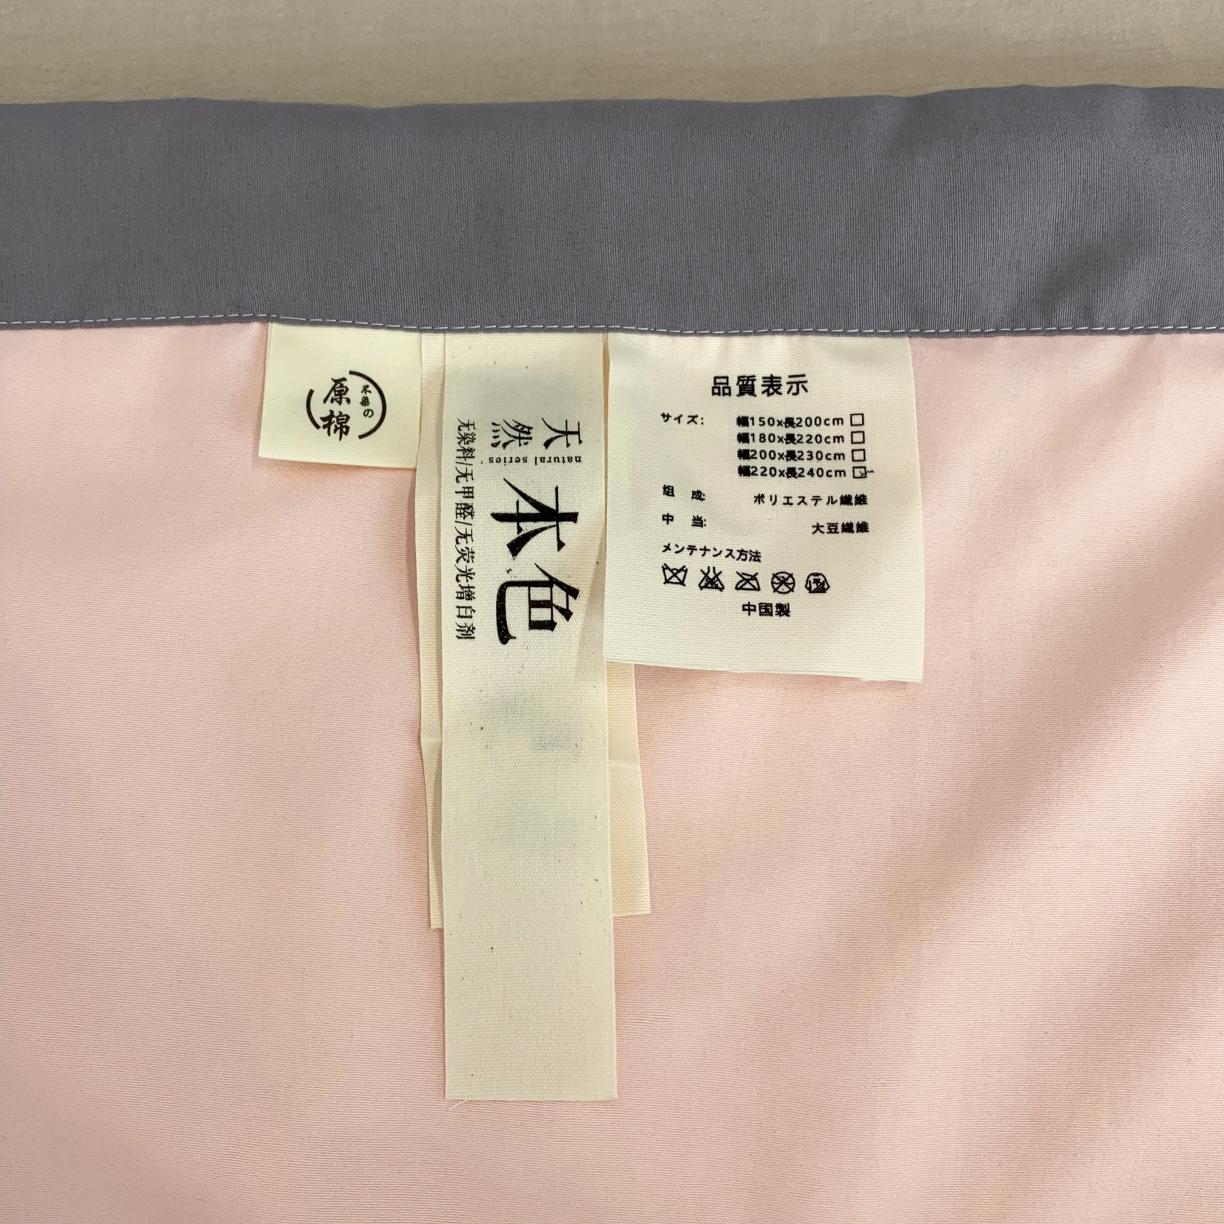 不染の
原棉
天然
natural series
本色
无染料/无甲醛/无荧光增白剂
品質表示
サイズ: 幅150x長200cm □
幅180x長220cm □
幅200x長230cm □
幅220x長240cm ☑
组 成: ポリエステル繊維
中 当: 大豆繊維
メンテナンス方法
中国製